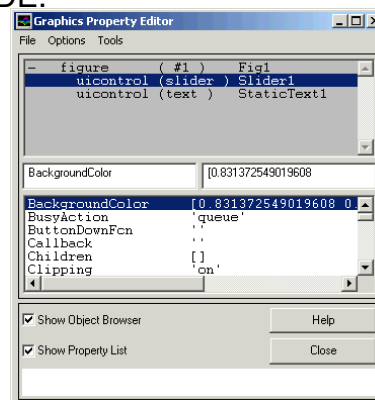 DE.
Graphics Property Editor
File Options Tools
- figure ( #1 ) Fig1
uicontrol (slider ) Slider1
uicontrol (text ) StaticText1
BackgroundColor [0.831372549019608
BackgroundColor [0.831372549019608 0.
BusyAction 'queue'
ButtonDownFcn ''
Callback ''
Children []
Clipping 'on'
Show Object Browser Help
Show Property List Close